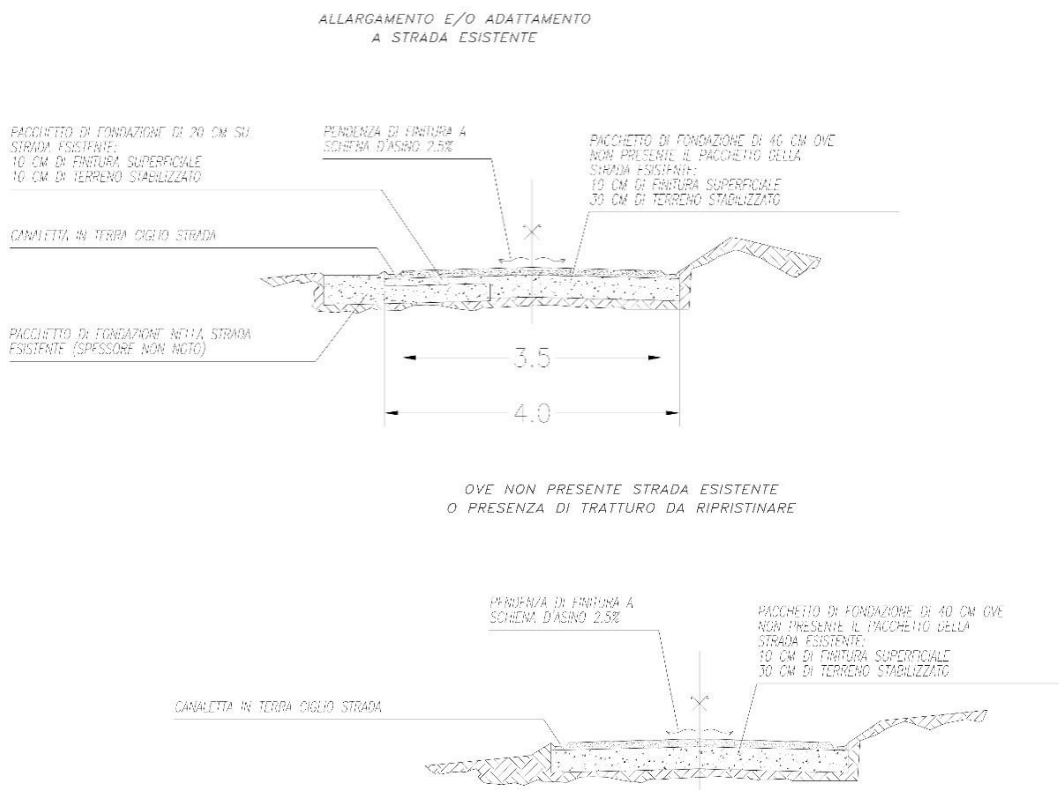 ALLARGAMENTO E/O ADATTAMENTO
A STRADA ESISTENTE
PACCHETTO DI FONDAZIONE DI 20 CM SU
STRADA ESISTENTE:
10 CM DI FINITURA SUPERFICIALE
10 CM DI TERRENO STABILIZZATO
PENDENZA DI FINITURA A
SCHIENA D'ASINO 2.5%
PACCHETTO DI FONDAZIONE DI 40 CM OVE
NON PRESENTE IL PACCHETTO DELLA
STRADA ESISTENTE:
10 CM DI FINITURA SUPERFICIALE
30 CM DI TERRENO STABILIZZATO
CANALETTA IN TERRA CIGLIO STRADA
PACCHETTO DI FONDAZIONE NELLA STRADA
ESISTENTE (SPESSORE NON NOTO)
3.5
4.0
OVE NON PRESENTE STRADA ESISTENTE
O PRESENZA DI TRATTURO DA RIPRISTINARE
PENDENZA DI FINITURA A
SCHIENA D'ASINO 2.5%
PACCHETTO DI FONDAZIONE DI 40 CM OVE
NON PRESENTE IL PACCHETTO DELLA
STRADA ESISTENTE:
10 CM DI FINITURA SUPERFICIALE
30 CM DI TERRENO STABILIZZATO
CANALETTA IN TERRA CIGLIO STRADA